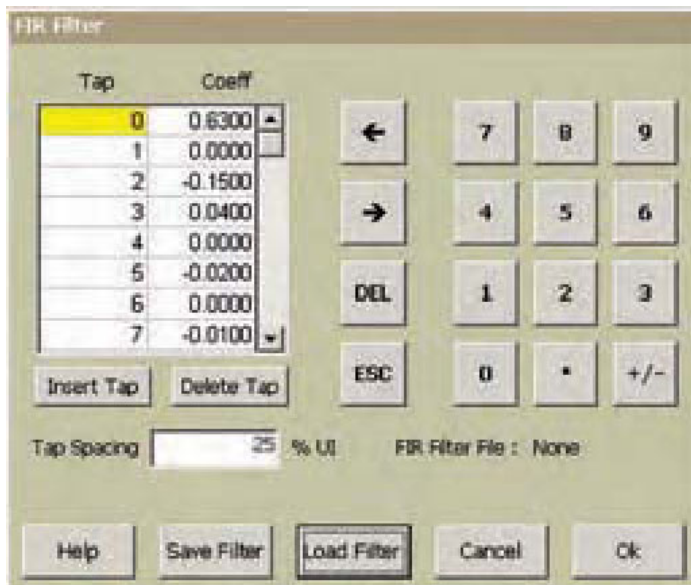 FIR Filter
Tap Coeff
0 0.6300
1 0.0000
2 -0.1500
3 0.0400
4 0.0000
5 -0.0200
6 0.0000
7 -0.0100
← 7 8 9
→ 4 5 6
DEL 1 2 3
ESC 0 . +/-
Insert Tap Delete Tap
Tap Spacing 25 % UI FIR Filter File : None
Help Save Filter Load Filter Cancel Ok